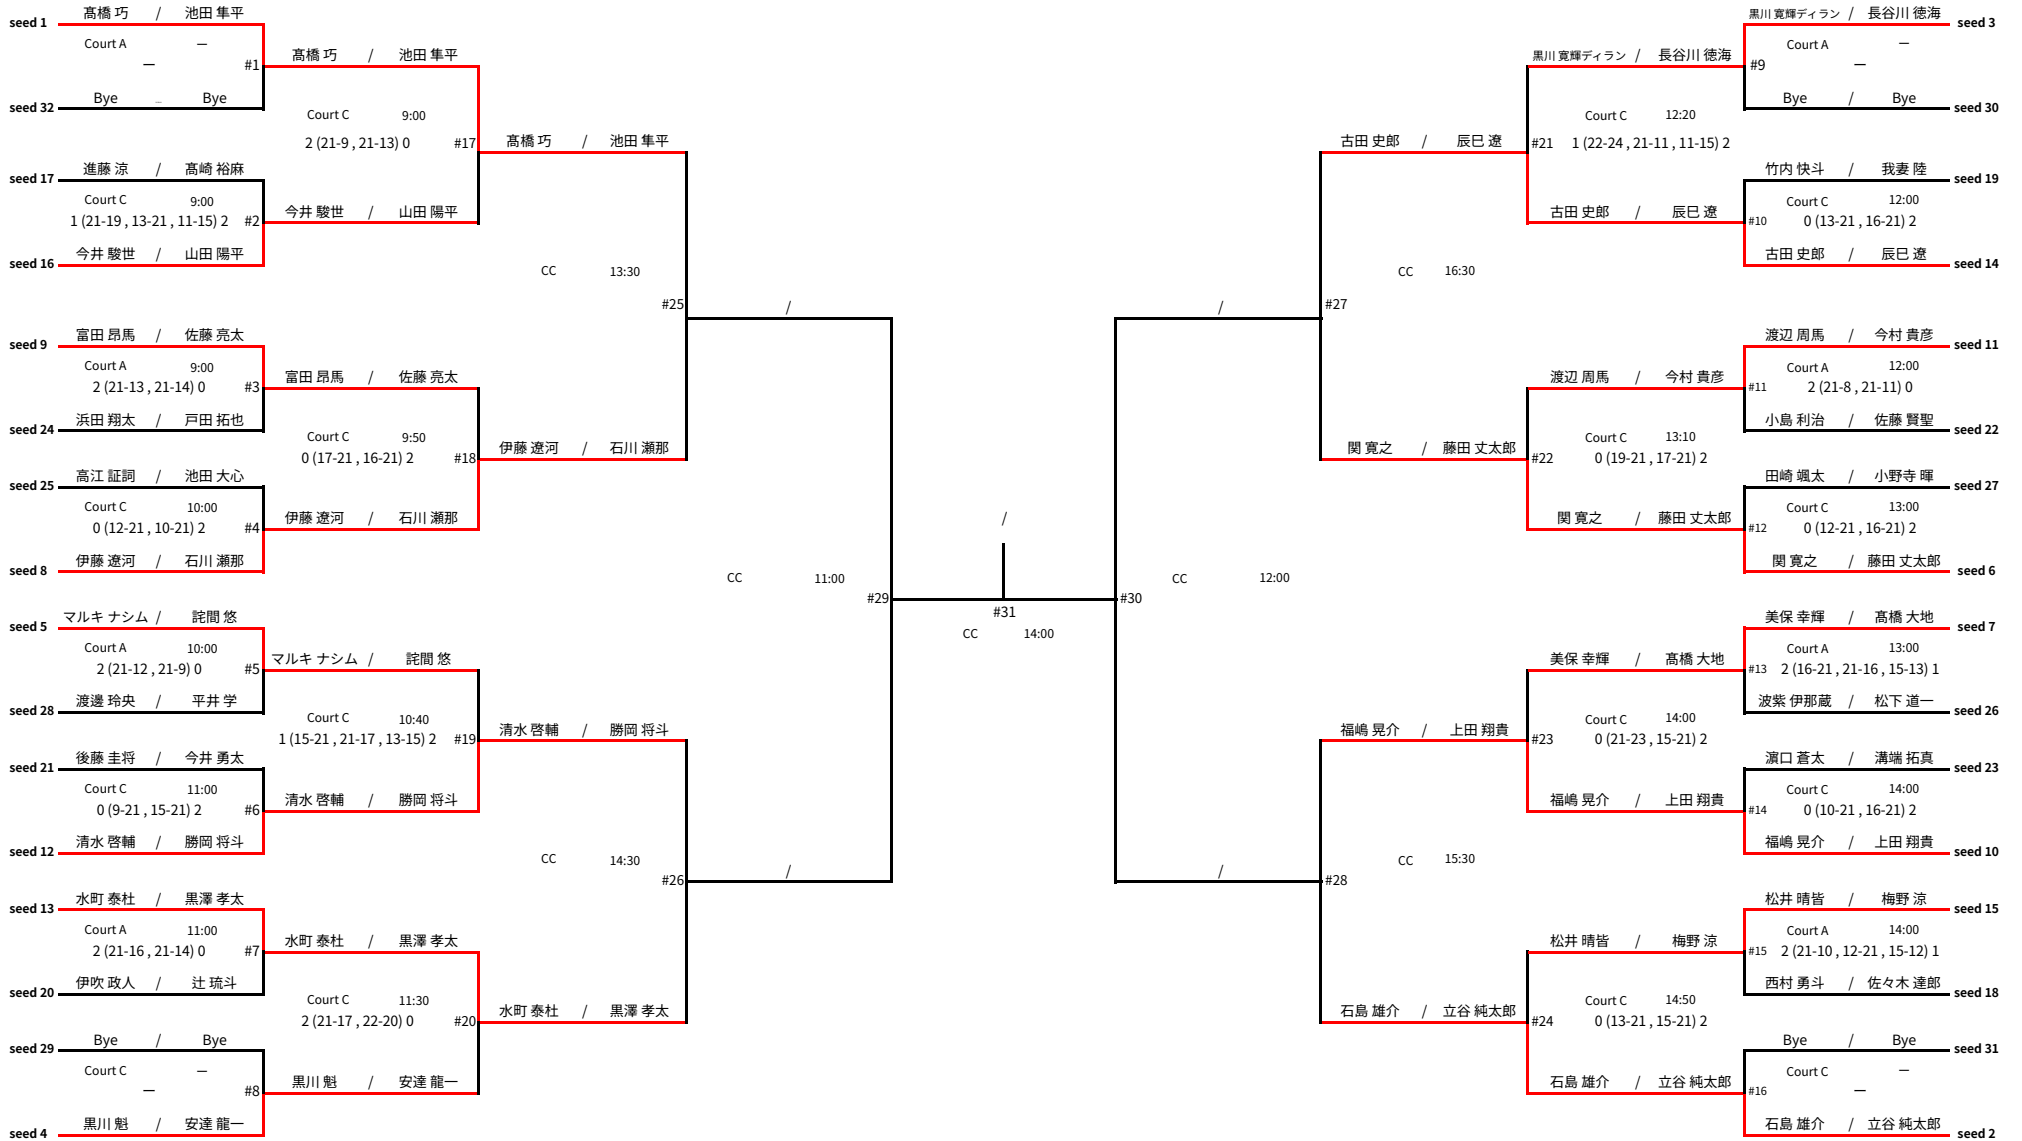 seed 1 髙橋 巧 / 池田 隼平
Court A —
— #1
seed 32 Bye _ Bye
髙橋 巧 / 池田 隼平
Court C 9:00
2 (21-9 , 21-13) 0 #17
seed 17 進藤 涼 / 髙崎 裕麻
Court C 9:00
1 (21-19 , 13-21 , 11-15) 2 #2
seed 16 今井 駿世 / 山田 陽平
今井 駿世 / 山田 陽平
髙橋 巧 / 池田 隼平
CC 13:30
#25
/
seed 9 富田 昂馬 / 佐藤 亮太
Court A 9:00
2 (21-13 , 21-14) 0 #3
seed 24 浜田 翔太 / 戸田 拓也
富田 昂馬 / 佐藤 亮太
Court C 9:50
0 (17-21 , 16-21) 2 #18
seed 25 高江 証詞 / 池田 大心
Court C 10:00
0 (12-21 , 10-21) 2 #4
seed 8 伊藤 遼河 / 石川 瀬那
伊藤 遼河 / 石川 瀬那
伊藤 遼河 / 石川 瀬那
CC 11:00
#29
seed 5 マルキ ナシム / 詫間 悠
Court A 10:00
2 (21-12 , 21-9) 0 #5
seed 28 渡邊 玲央 / 平井 学
マルキ ナシム / 詫間 悠
Court C 10:40
1 (15-21 , 21-17 , 13-15) 2 #19
seed 21 後藤 圭将 / 今井 勇太
Court C 11:00
0 (9-21 , 15-21) 2 #6
seed 12 清水 啓輔 / 勝岡 将斗
清水 啓輔 / 勝岡 将斗
清水 啓輔 / 勝岡 将斗
CC 14:30
#26
/
seed 13 水町 泰杜 / 黒澤 孝太
Court A 11:00
2 (21-16 , 21-14) 0 #7
seed 20 伊吹 政人 / 辻 琉斗
水町 泰杜 / 黒澤 孝太
Court C 11:30
2 (21-17 , 22-20) 0 #20
水町 泰杜 / 黒澤 孝太
seed 29 Bye / Bye
Court C —
— #8
seed 4 黒川 魁 / 安達 龍一
黒川 魁 / 安達 龍一
/
#31
CC 14:00
黒川 寛輝ディラン / 長谷川 徳海 seed 3
Court A —
#9 —
Bye / Bye seed 30
黒川 寛輝ディラン / 長谷川 徳海
Court C 12:20
#21 1 (22-24 , 21-11 , 11-15) 2
竹内 快斗 / 我妻 陸 seed 19
Court C 12:00
#10 0 (13-21 , 16-21) 2
古田 史郎 / 辰巳 遼 seed 14
古田 史郎 / 辰巳 遼
古田 史郎 / 辰巳 遼
CC 16:30
/ #27
渡辺 周馬 / 今村 貴彦 seed 11
Court A 12:00
#11 2 (21-8 , 21-11) 0
小島 利治 / 佐藤 賢聖 seed 22
渡辺 周馬 / 今村 貴彦
Court C 13:10
#22 0 (19-21 , 17-21) 2
田崎 颯太 / 小野寺 暉 seed 27
Court C 13:00
#12 0 (12-21 , 16-21) 2
関 寛之 / 藤田 丈太郎 seed 6
関 寛之 / 藤田 丈太郎
関 寛之 / 藤田 丈太郎
CC 12:00
#30
美保 幸輝 / 髙橋 大地 seed 7
Court A 13:00
#13 2 (16-21 , 21-16 , 15-13) 1
波紫 伊那蔵 / 松下 道一 seed 26
美保 幸輝 / 髙橋 大地
Court C 14:00
#23 0 (21-23 , 15-21) 2
濵口 蒼太 / 溝端 拓真 seed 23
Court C 14:00
#14 0 (10-21 , 16-21) 2
福嶋 晃介 / 上田 翔貴 seed 10
福嶋 晃介 / 上田 翔貴
福嶋 晃介 / 上田 翔貴
CC 15:30
/ #28
松井 晴皆 / 梅野 涼 seed 15
Court A 14:00
#15 2 (21-10 , 12-21 , 15-12) 1
西村 勇斗 / 佐々木 達郎 seed 18
松井 晴皆 / 梅野 涼
Court C 14:50
#24 0 (13-21 , 15-21) 2
石島 雄介 / 立谷 純太郎
Bye / Bye seed 31
Court C —
#16 —
石島 雄介 / 立谷 純太郎 seed 2
石島 雄介 / 立谷 純太郎